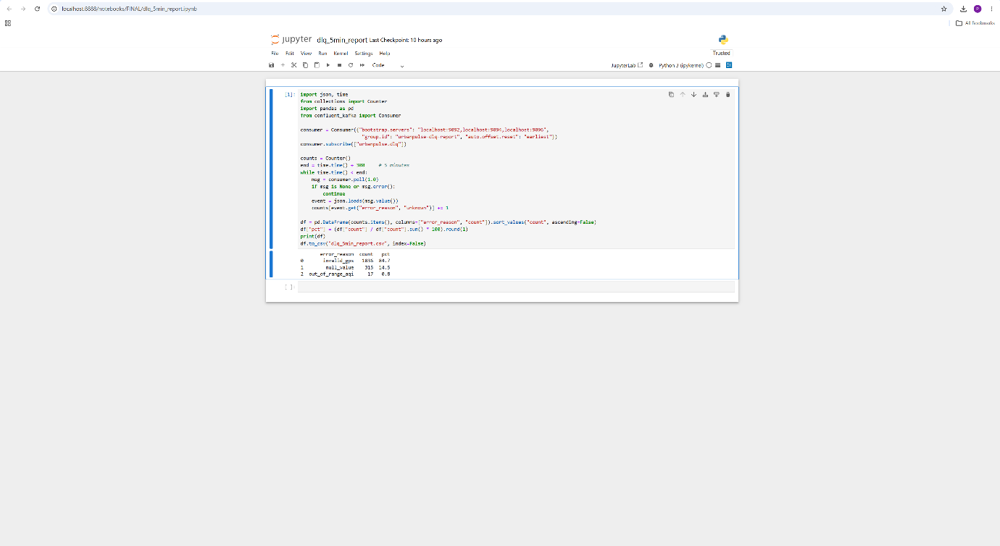 localhost:8888/notebooks/FINAL/dlq_5min_report.ipynb
P
All Bookmarks
jupyter dlq_5min_report Last Checkpoint: 10 hours ago
File Edit View Run Kernel Settings Help
Trusted
Code
JupyterLab Python 3 (ipykernel)
[1]:
import json, time
from collections import Counter
import pandas as pd
from confluent_kafka import Consumer
consumer = Consumer({"bootstrap.servers": "localhost:9092,localhost:9094,localhost:9096",
"group.id": "urbanpulse-dlq-report", "auto.offset.reset": "earliest"})
consumer.subscribe(["urbanpulse.dlq"])
counts = Counter()
end = time.time() + 300 # 5 minutes
while time.time() < end:
msg = consumer.poll(1.0)
if msg is None or msg.error():
continue
event = json.loads(msg.value())
counts[event.get("error_reason", "unknown")] += 1
df = pd.DataFrame(counts.items(), columns=["error_reason", "count"]).sort_values("count", ascending=False)
df["pct"] = (df["count"] / df["count"].sum() * 100).round(1)
print(df)
df.to_csv("dlq_5min_report.csv", index=False)
error_reason count pct
0 invalid_gps 1836 84.7
1 null_value 315 14.5
2 out_of_range_aqi 17 0.8
[ ]: